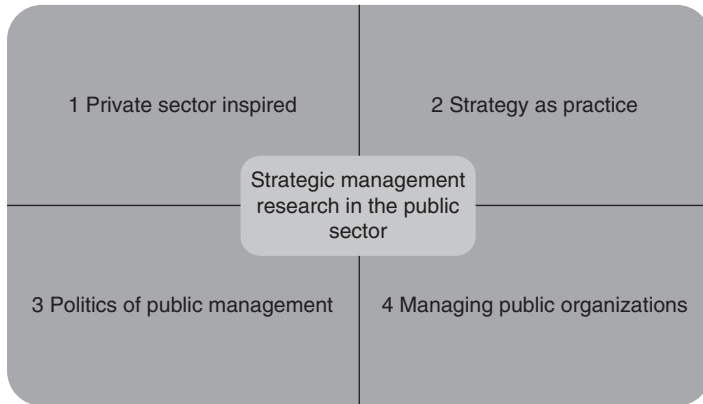 1 Private sector inspired
2 Strategy as practice
Strategic management
research in the public
sector
3 Politics of public management
4 Managing public organizations